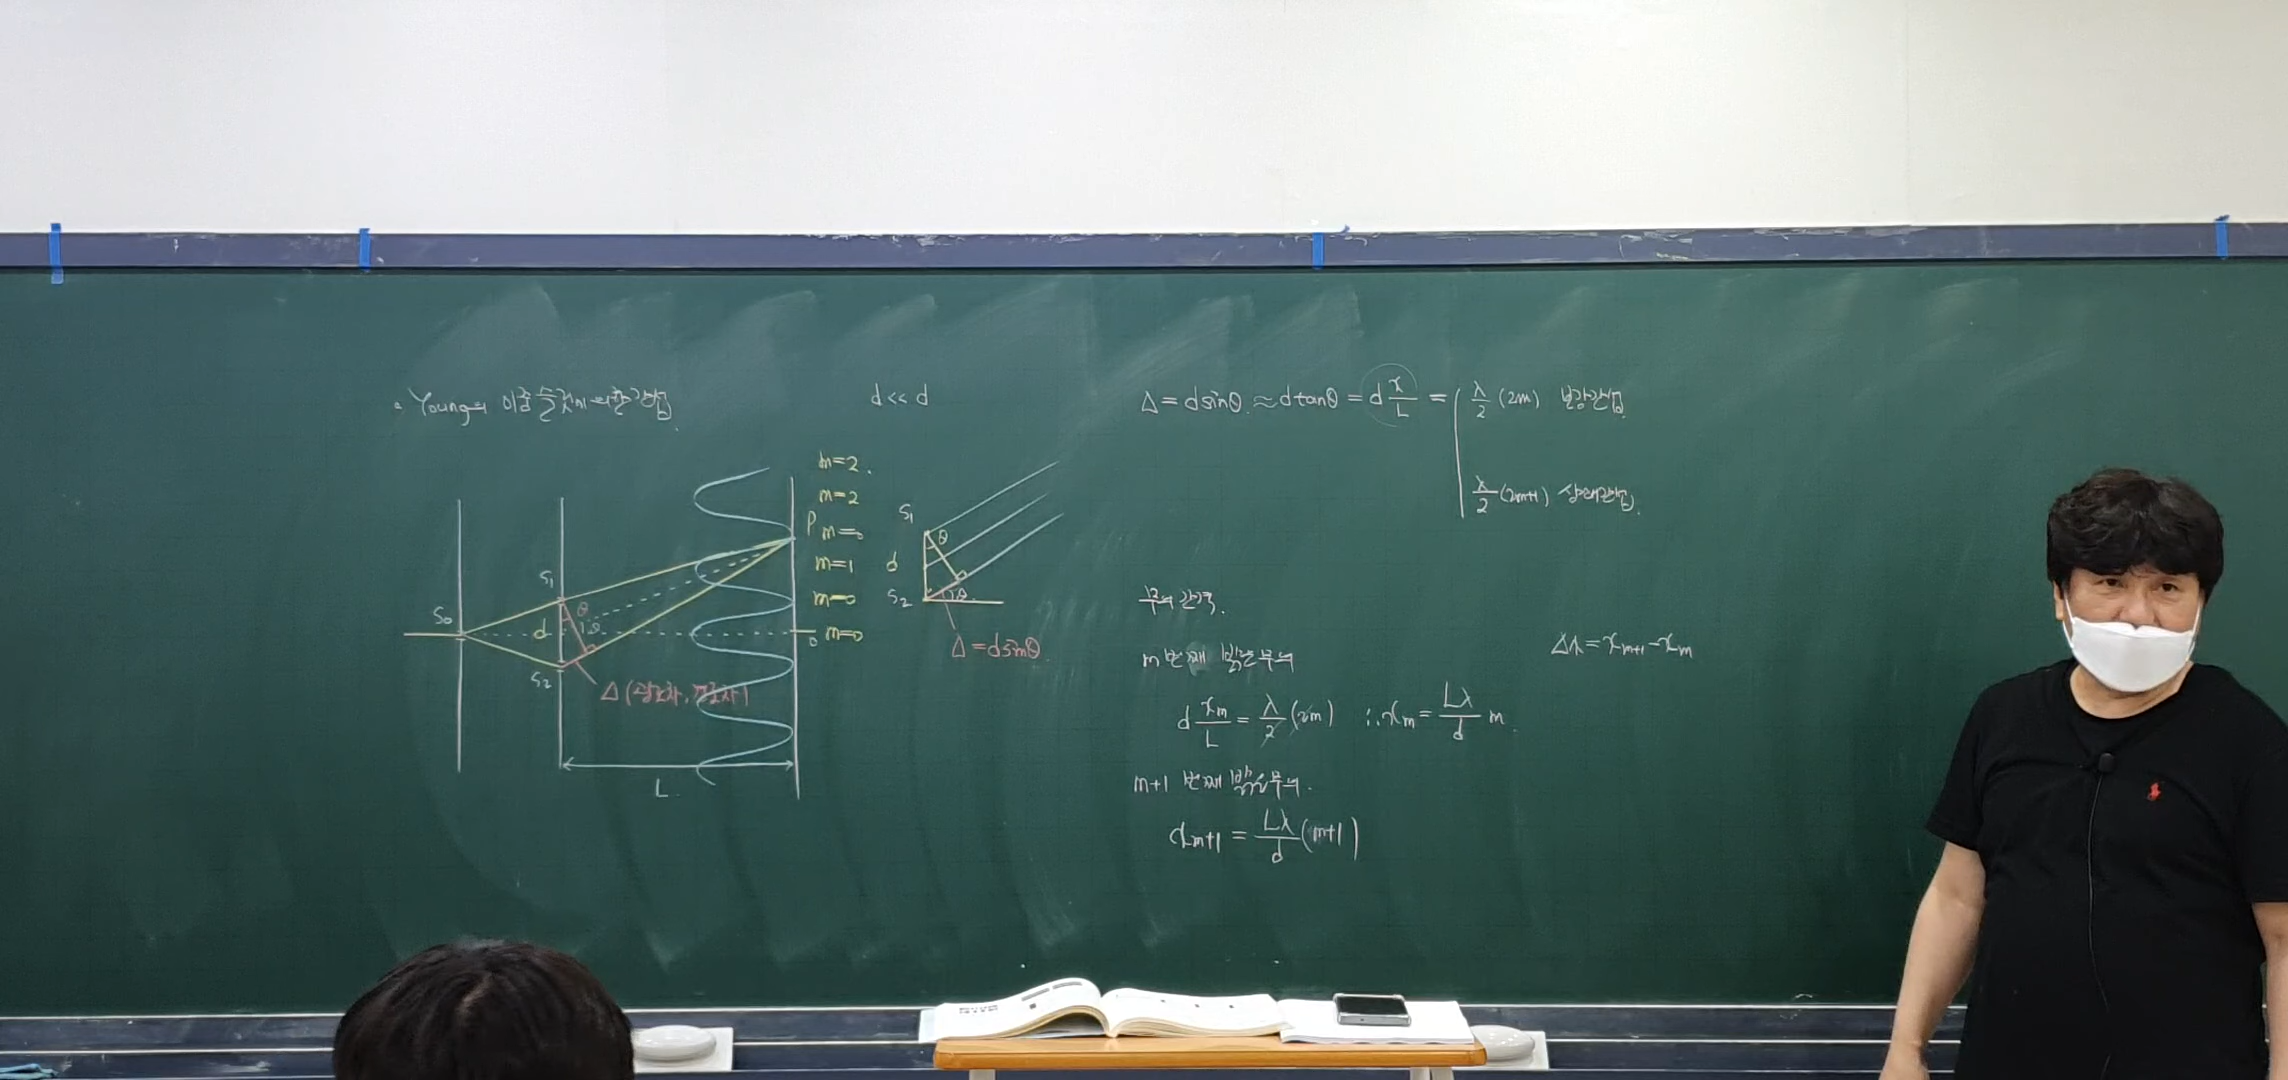 Young의 이중슬릿에 의한 간섭
d << d
Δ = dsinθ ≈ dtanθ = d x/L =
λ/2 (2m) 보강간섭
λ/2 (2m+1) 상쇄간섭
m=2
m=2
P m=0
m=1
m=0
0 m=0
S₀
S₁
S₂
d
θ
θ
Δ (광로차, 경로차)
L
S₁
θ
d
S₂
θ
Δ = dsinθ
무늬 간격.
m 번째 밝은무늬
d xₘ/L = λ/2 (2m) ∴ xₘ = Lλ/d m
m+1 번째 밝은무늬.
xₘ₊₁ = Lλ/d (m+1)
Δx = xₘ₊₁ - xₘ